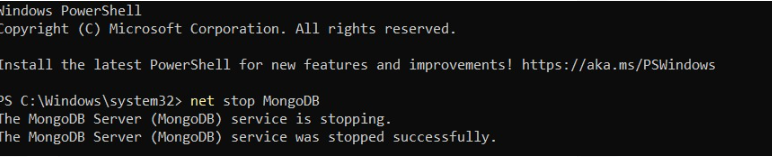 Windows PowerShell
Copyright (C) Microsoft Corporation. All rights reserved.
Install the latest PowerShell for new features and improvements! https://aka.ms/PSWindows
PS C:\Windows\system32> net stop MongoDB
The MongoDB Server (MongoDB) service is stopping.
The MongoDB Server (MongoDB) service was stopped successfully.